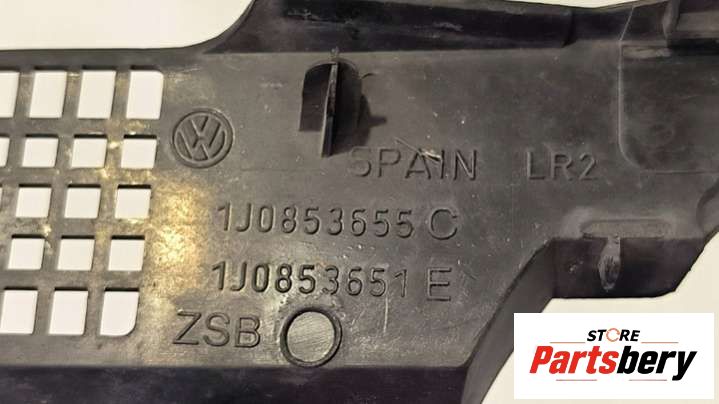 SPAIN LR2
1J0853655 C
1J0853651 E
ZSB
STORE
Partsbery